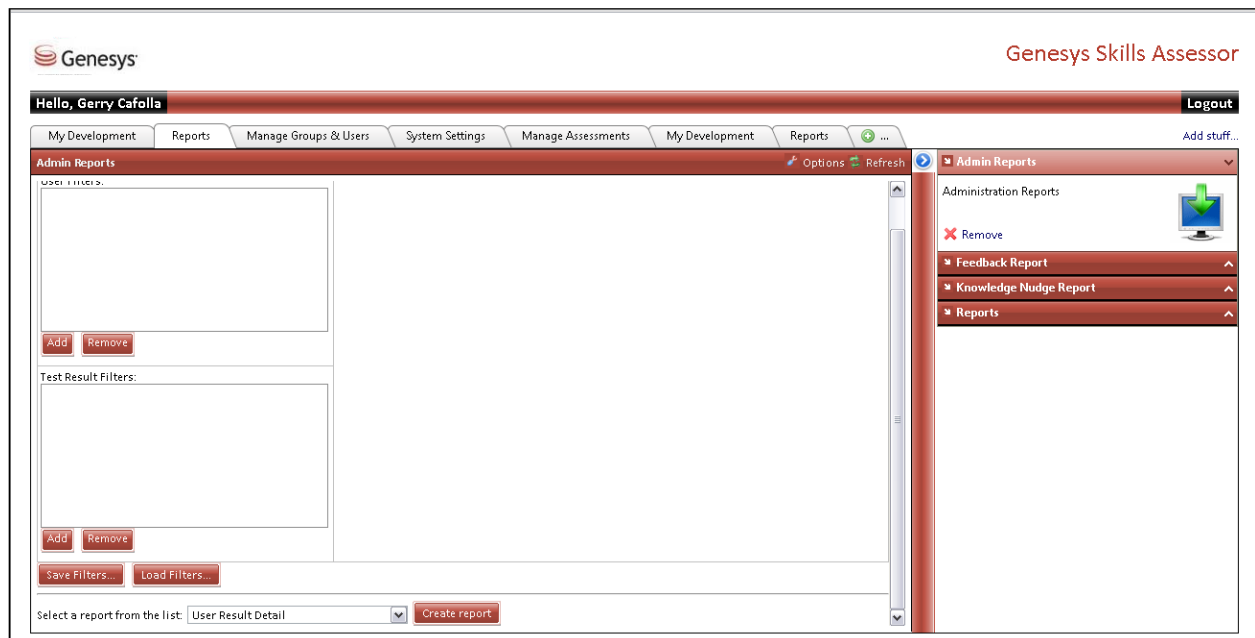 Genesys
Genesys Skills Assessor
Hello, Gerry Cafolla
Logout
My Development
Reports
Manage Groups & Users
System Settings
Manage Assessments
My Development
Reports
...
Add stuff...
Admin Reports
Options
Refresh
Admin Reports
User Filters:
Administration Reports
Remove
Feedback Report
Knowledge Nudge Report
Reports
Add
Remove
Test Result Filters:
Add
Remove
Save Filters...
Load Filters...
Select a report from the list:
User Result Detail
Create report